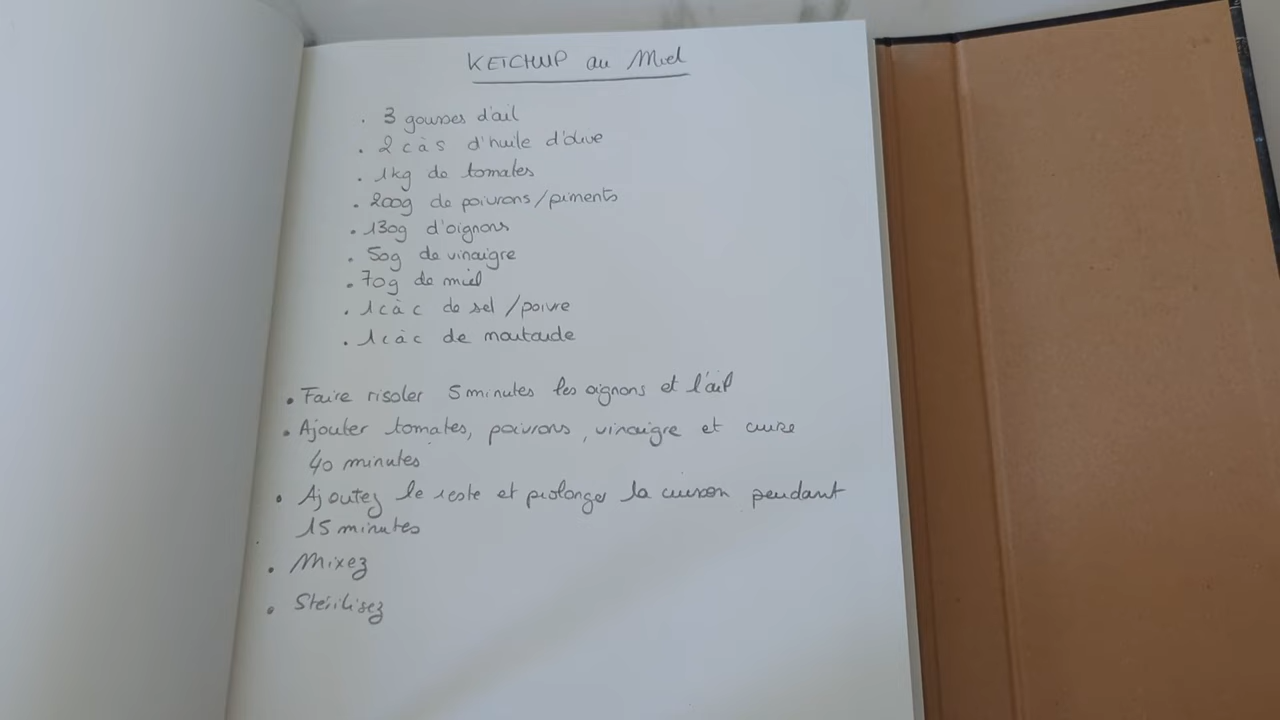 KETCHUP au Miel
. 3 gousses d'ail
. 2 c à s d'huile d'olive
. 1kg de tomates
. 200g de poivrons/piments
. 130g d'oignons
. 50g de vinaigre
. 70g de miel
. 1 c à c de sel / poivre
. 1 c à c de moutarde
. Faire risoler 5 minutes les oignons et l'ail
. Ajouter tomates, poivrons, vinaigre et cuire
40 minutes
. Ajoutez le reste et prolonger la cuisson pendant
15 minutes
. Mixez
. Stérilisez